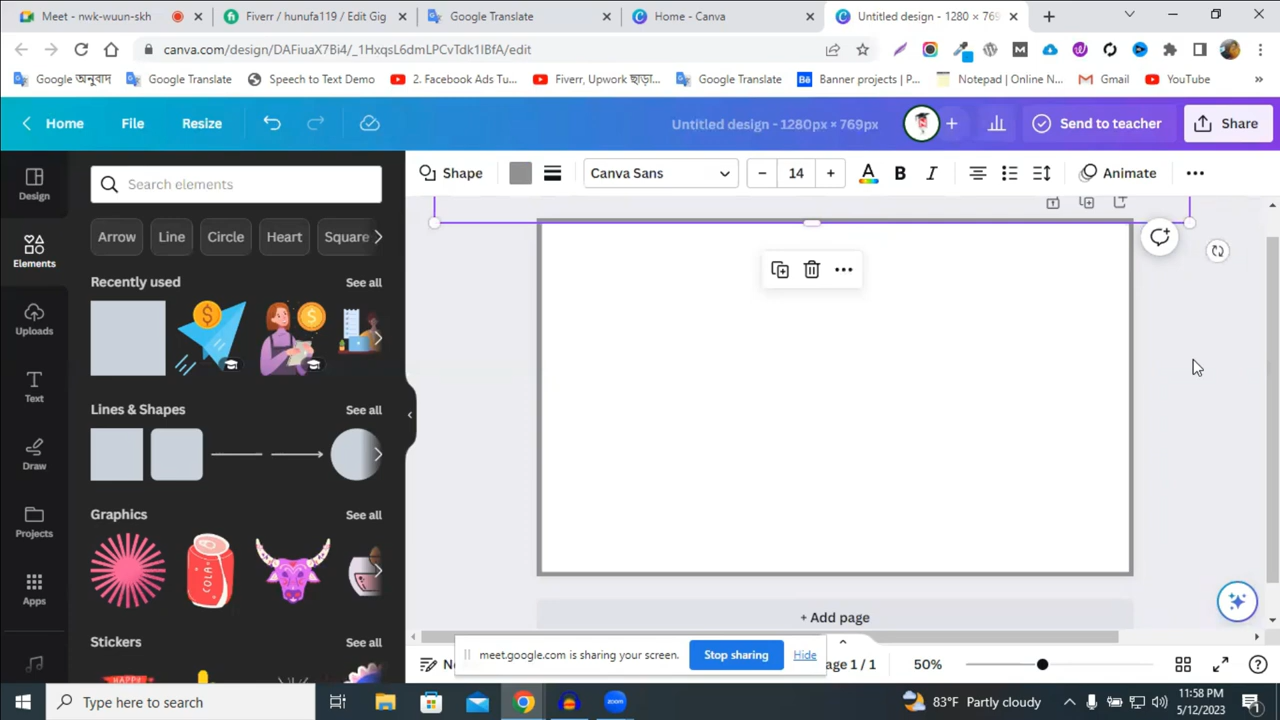 Meet - nwk-wuun-skh
Fiverr / hunufa119 / Edit Gig
Google Translate
Home - Canva
Untitled design - 1280 × 769
canva.com/design/DAFiuaX7Bi4/_1HxqsL6dmLPCvTdk1IBfA/edit
Google অনুবাদ
Google Translate
Speech to Text Demo
2. Facebook Ads Tu...
Fiverr, Upwork ছাড়া...
Google Translate
Banner projects | P...
Notepad | Online N...
Gmail
YouTube
Home
File
Resize
Untitled design - 1280px × 769px
Send to teacher
Share
Design
Elements
Uploads
Text
Draw
Projects
Apps
Search elements
Arrow
Line
Circle
Heart
Square
Recently used
See all
Lines & Shapes
See all
Graphics
See all
COLA
Stickers
See all
Shape
Canva Sans
14
B
I
Animate
+ Add page
meet.google.com is sharing your screen.
Stop sharing
Hide
age 1 / 1
50%
Type here to search
zoom
83°F Partly cloudy
11:58 PM
5/12/2023